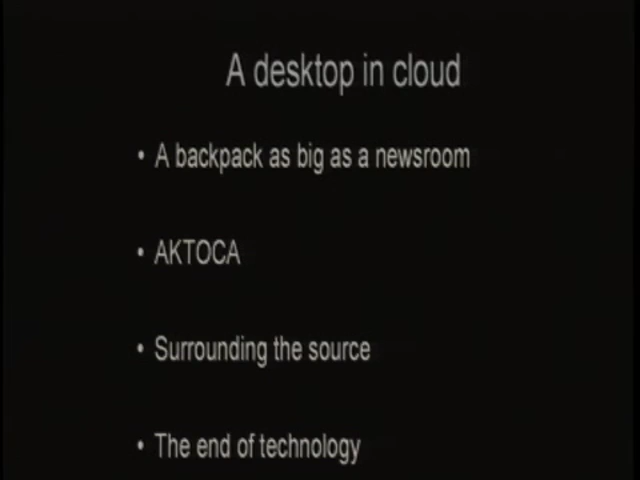 A desktop in cloud
• A backpack as big as a newsroom
• AKTOCA
• Surrounding the source
• The end of technology